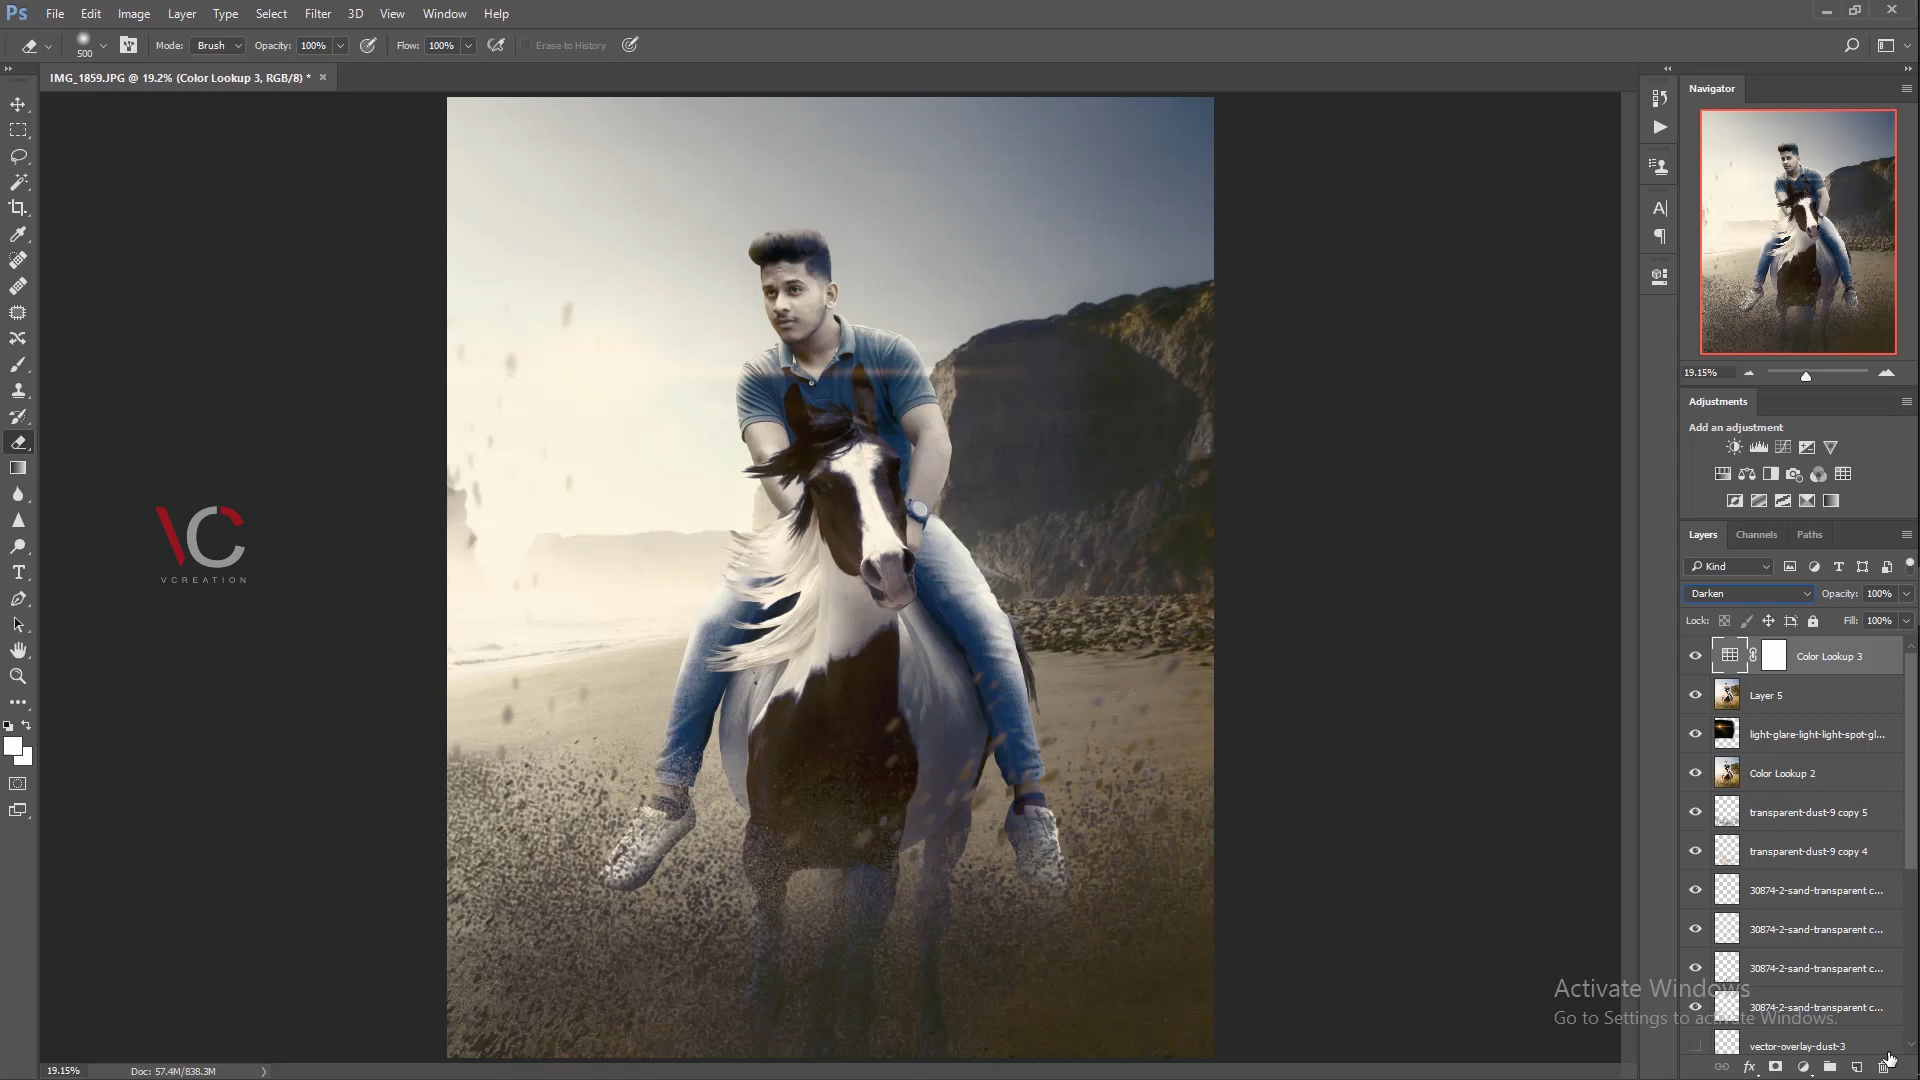 Ps File Edit Image Layer Type Select Filter 3D View Window Help
500 Mode: Brush Opacity: 100% Flow: 100% Erase to History
IMG_1859.JPG @ 19.2% (Color Lookup 3, RGB/8) *
Navigator
19.15%
Adjustments
Add an adjustment
Layers Channels Paths
Kind
Darken Opacity: 100%
Lock: Fill: 100%
Color Lookup 3
Layer 5
light-glare-light-light-spot-gl...
Color Lookup 2
transparent-dust-9 copy 5
transparent-dust-9 copy 4
30874-2-sand-transparent c...
30874-2-sand-transparent c...
30874-2-sand-transparent c...
30874-2-sand-transparent c...
vector-overlay-dust-3
VC
VCREATION
Activate Windows
Go to Settings to activate Windows.
19.15% Doc: 57.4M/838.3M